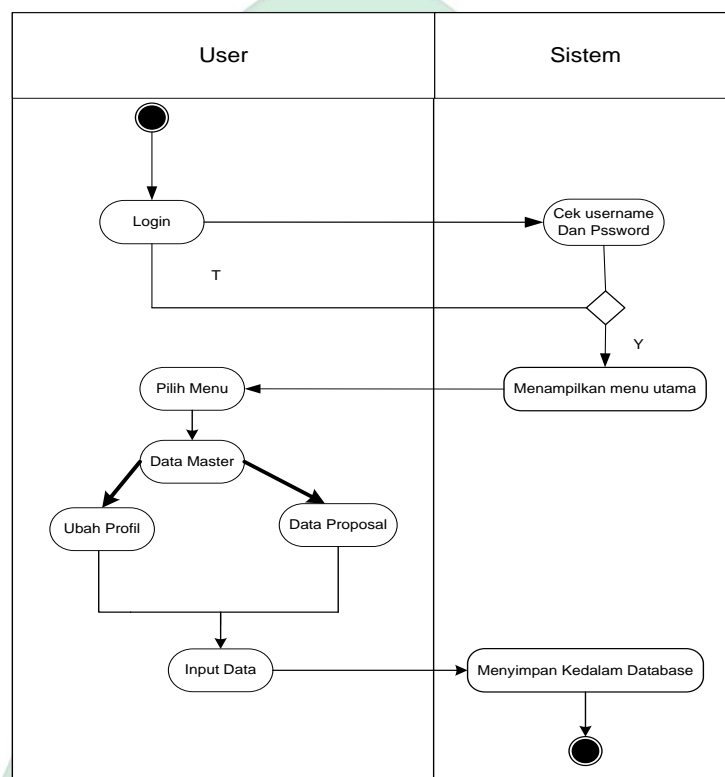 User
Sistem
Login
Cek username
Dan Pssword
T
Y
Pilih Menu
Menampilkan menu utama
Data Master
Ubah Profil
Data Proposal
Input Data
Menyimpan Kedalam Database